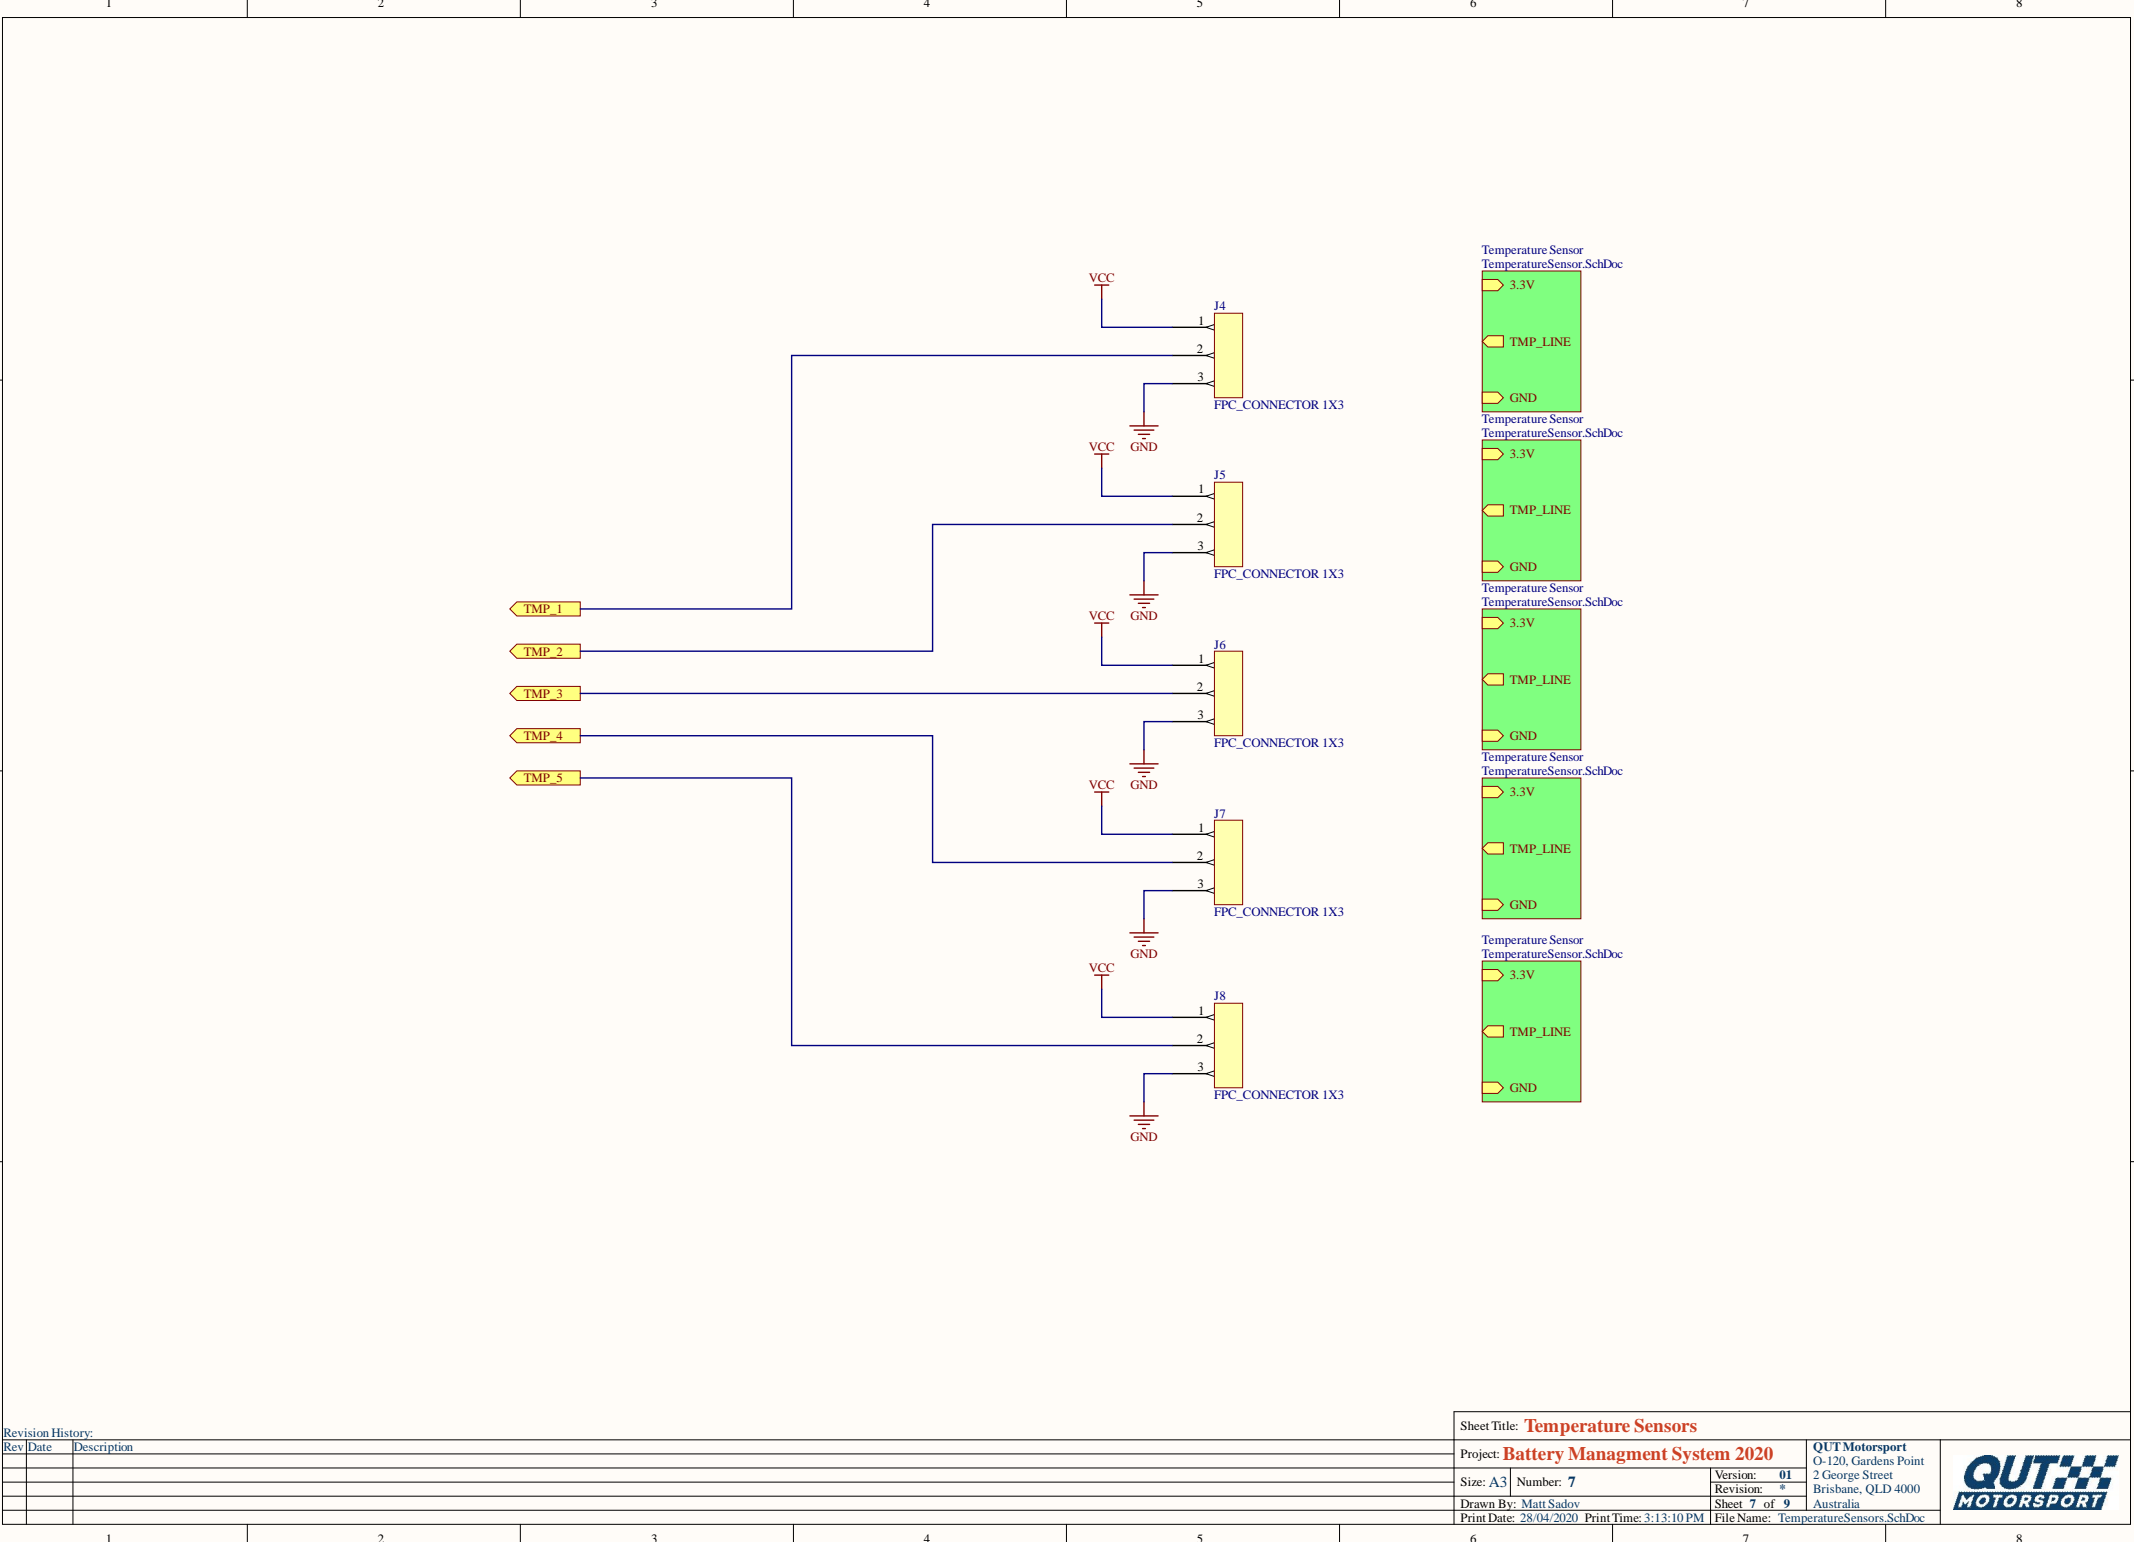 1 2 3 4 5 6 7 8
Temperature Sensor
TemperatureSensor.SchDoc
3.3V
TMP_LINE
GND
VCC
J4
1
2
3
FPC_CONNECTOR 1X3
GND
Temperature Sensor
TemperatureSensor.SchDoc
3.3V
TMP_LINE
GND
VCC
J5
1
2
3
FPC_CONNECTOR 1X3
GND
TMP_1
TMP_2
TMP_3
TMP_4
TMP_5
Temperature Sensor
TemperatureSensor.SchDoc
3.3V
TMP_LINE
GND
VCC
J6
1
2
3
FPC_CONNECTOR 1X3
GND
Temperature Sensor
TemperatureSensor.SchDoc
3.3V
TMP_LINE
GND
VCC
J7
1
2
3
FPC_CONNECTOR 1X3
GND
Temperature Sensor
TemperatureSensor.SchDoc
3.3V
TMP_LINE
GND
VCC
J8
1
2
3
FPC_CONNECTOR 1X3
GND
Revision History:
Rev Date Description
Sheet Title: Temperature Sensors
Project: Battery Managment System 2020
Size: A3 Number: 7
Version: 01
Revision: *
Drawn By: Matt Sadov
Sheet 7 of 9
Print Date: 28/04/2020 Print Time: 3:13:10 PM
File Name: TemperatureSensors.SchDoc
QUT Motorsport
O-120, Gardens Point
2 George Street
Brisbane, QLD 4000
Australia
QUT
MOTORSPORT
1 2 3 4 5 6 7 8